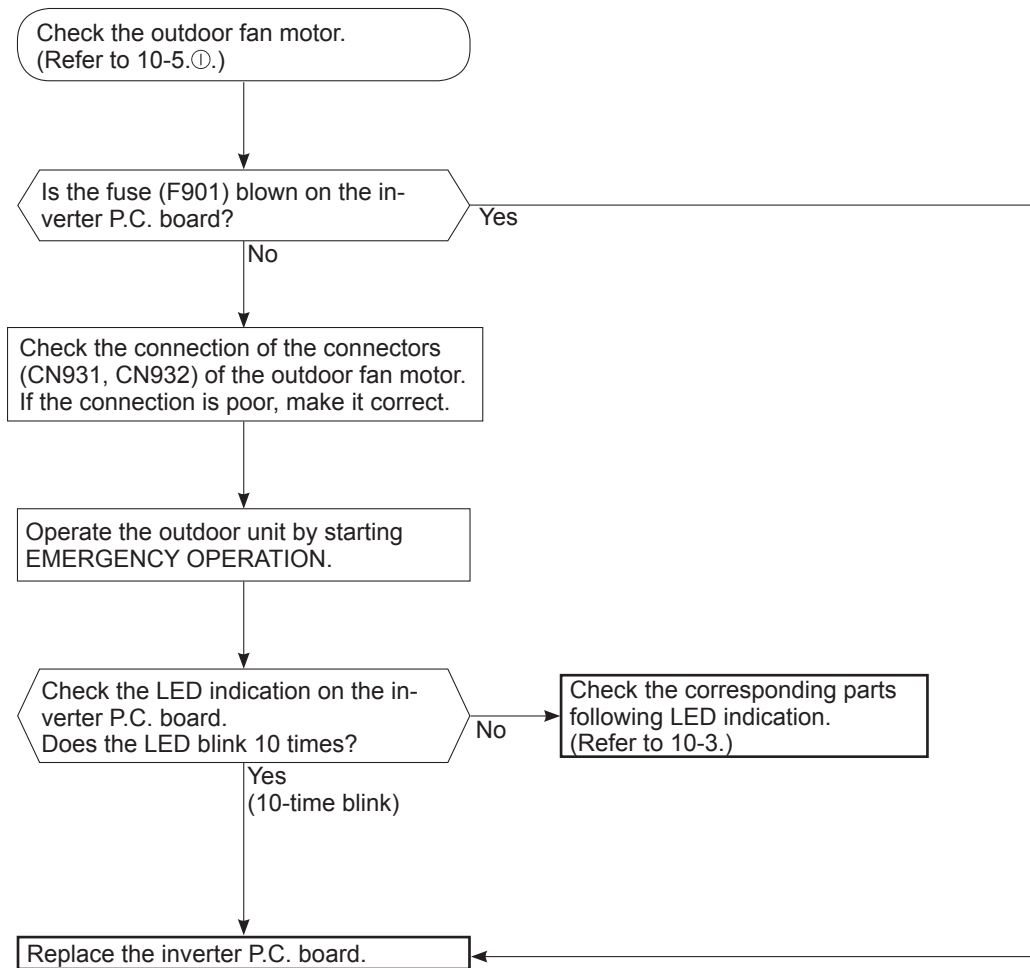 Check the outdoor fan motor.
(Refer to 10-5.Ⓘ.)
Is the fuse (F901) blown on the in-
verter P.C. board?
Yes
No
Check the connection of the connectors
(CN931, CN932) of the outdoor fan motor.
If the connection is poor, make it correct.
Operate the outdoor unit by starting
EMERGENCY OPERATION.
Check the LED indication on the in-
verter P.C. board.
Does the LED blink 10 times?
No
Check the corresponding parts
following LED indication.
(Refer to 10-3.)
Yes
(10-time blink)
Replace the inverter P.C. board.